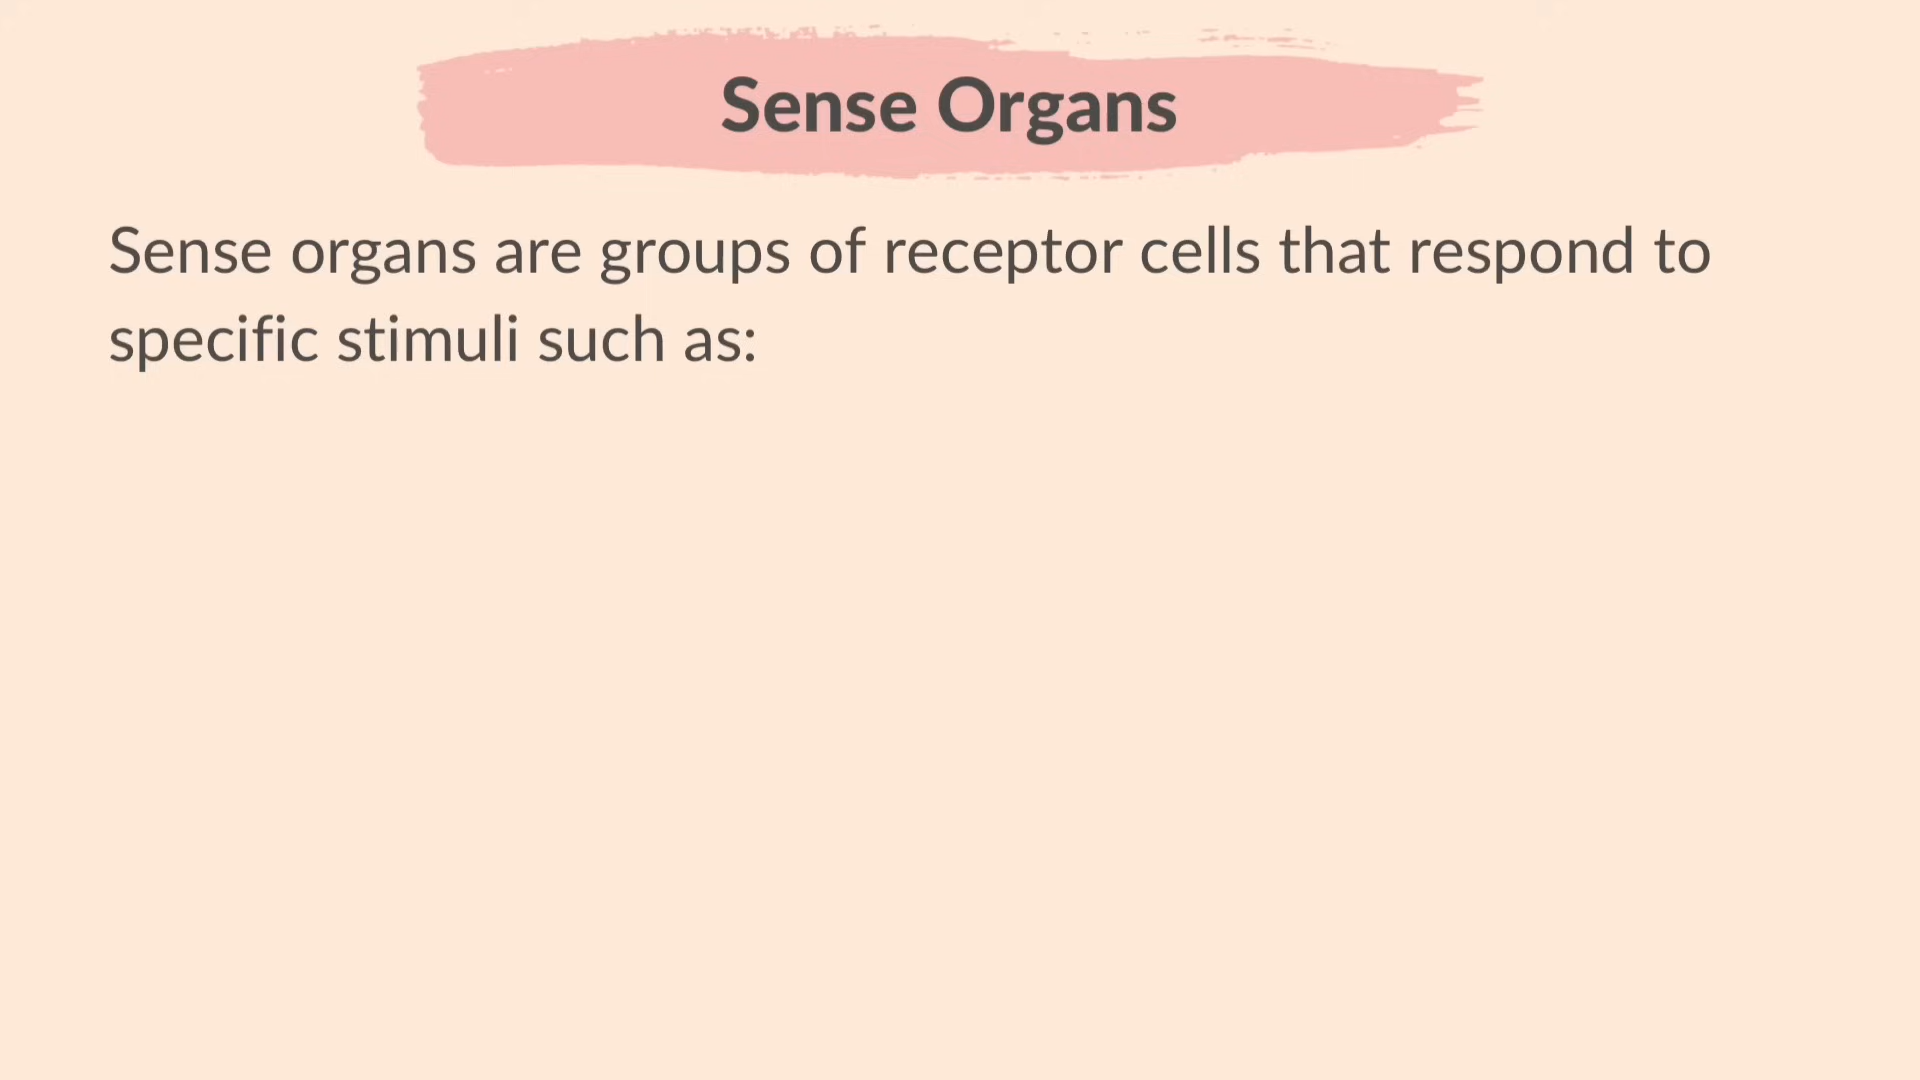 Sense Organs
Sense organs are groups of receptor cells that respond to
specific stimuli such as: